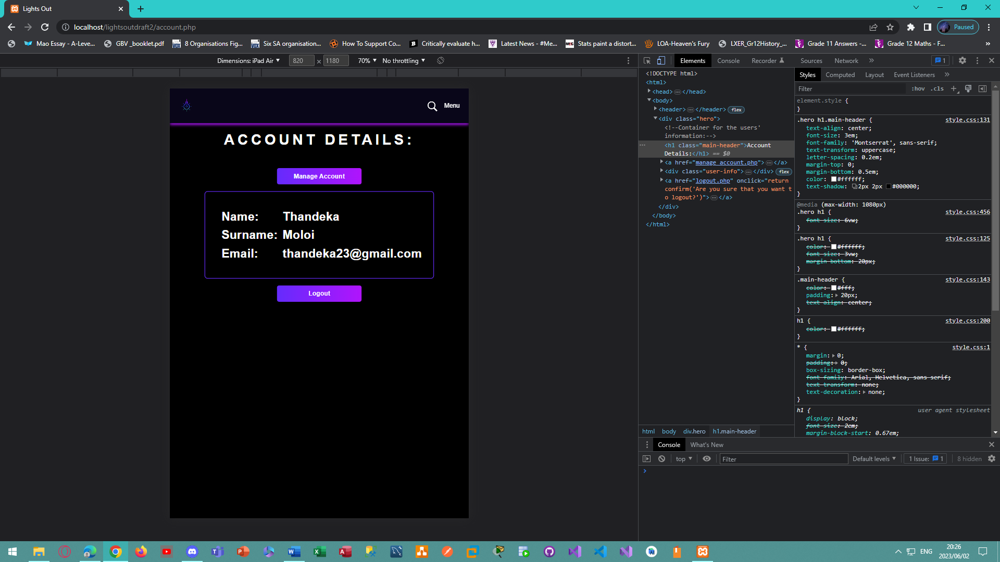 Lights Out
localhost/lightsoutdraft2/account.php
Paused
Mao Essay - A-Leve...
GBV _booklet.pdf
8 Organisations Fig...
Six SA organisation...
How To Support Co...
Critically evaluate h...
Latest News - #Me...
Stats paint a distort...
LOA-Heaven's Fury
LXER_Gr12History_...
Grade 11 Answers -...
Grade 12 Maths - F...
»
Dimensions: iPad Air
820
×
1180
70%
No throttling
Elements
Console
Recorder
Sources
Network
»
1
Menu
ACCOUNT DETAILS:
Manage Account
Name: Thandeka
Surname: Moloi
Email: thandeka23@gmail.com
Logout
<!DOCTYPE html>
<html>
<head>…</head>
<body>
<header>…</header> flex
<div class="hero">
<!--Container for the users'
information:-->
<h1 class="main-header">Account
Details:</h1> == $0
<a href="manage_account.php">…</a>
<div class="user-info">…</div> flex
<a href="logout.php" onclick="return
confirm('Are you sure that you want t
o logout?')">…</a>
</div>
</body>
</html>
html
body
div.hero
h1.main-header
Styles
Computed
Layout
Event Listeners
»
Filter
:hov
.cls
+
element.style {
}
.hero h1.main-header { style.css:131
text-align: center;
font-size: 3em;
font-family: 'Montserrat', sans-serif;
text-transform: uppercase;
letter-spacing: 0.2em;
margin-top: 0;
margin-bottom: 0.5em;
color: #ffffff;
text-shadow: 2px 2px #000000;
}
@media (max-width: 1080px)
.hero h1 { style.css:456
font-size: 6vw;
}
.hero h1 { style.css:125
color: #ffffff;
font-size: 3vw;
margin-bottom: 20px;
}
.main-header { style.css:143
color: #fff;
padding: 20px;
text-align: center;
}
h1 { style.css:200
color: #ffffff;
}
* { style.css:1
margin: 0;
padding: 0;
box-sizing: border-box;
font-family: Arial, Helvetica, sans-serif;
text-transform: none;
text-decoration: none;
}
h1 { user agent stylesheet
display: block;
font-size: 2em;
margin-block-start: 0.67em;
Console
What's New
top
Filter
Default levels
1 Issue: 1
8 hidden
ENG
20:26
2023/06/02